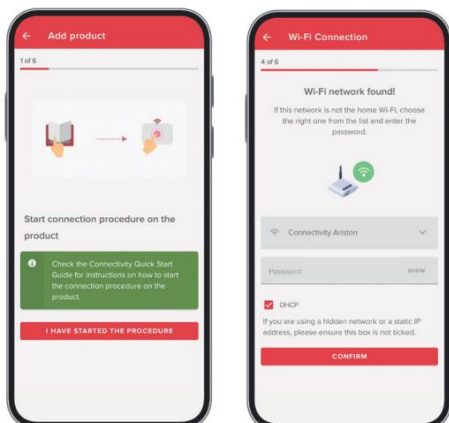 Add product
1 of 6
Start connection procedure on the
product
Check the Connectivity Quick Start
Guide for instructions on how to start
the connection procedure on the
product.
I HAVE STARTED THE PROCEDURE
Wi-Fi Connection
4 of 6
Wi-Fi network found!
If this network is not the home Wi-Fi, choose
the right one from the list and enter the
password.
Connectivity Ariston
Password SHOW
DHCP
If you are using a hidden network or a static IP
address, please ensure this box is not ticked.
CONFIRM